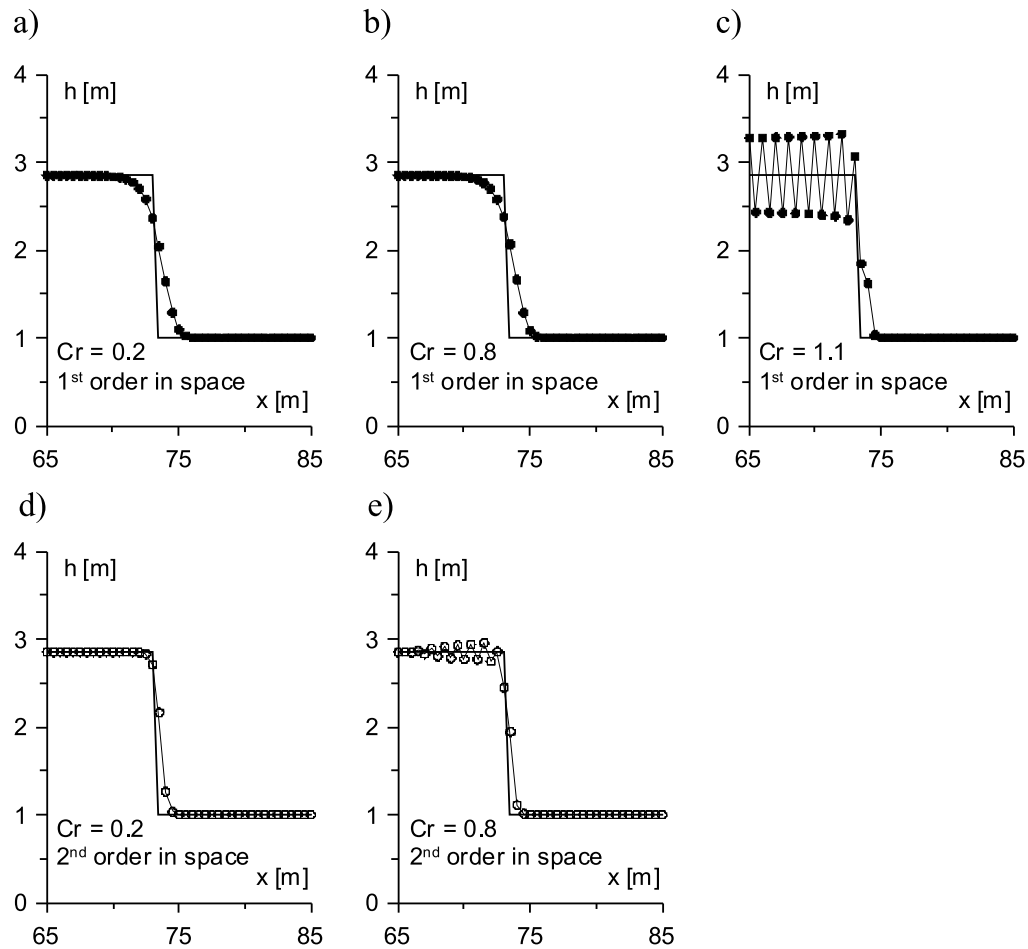 a)
h [m]
4
3
2
1
0
Cr = 0.2
1st order in space
x [m]
65 75 85
b)
h [m]
4
3
2
1
0
Cr = 0.8
1st order in space
x [m]
65 75 85
c)
h [m]
4
3
2
1
0
Cr = 1.1
1st order in space
x [m]
65 75 85
d)
h [m]
4
3
2
1
0
Cr = 0.2
2nd order in space
x [m]
65 75 85
e)
h [m]
4
3
2
1
0
Cr = 0.8
2nd order in space
x [m]
65 75 85